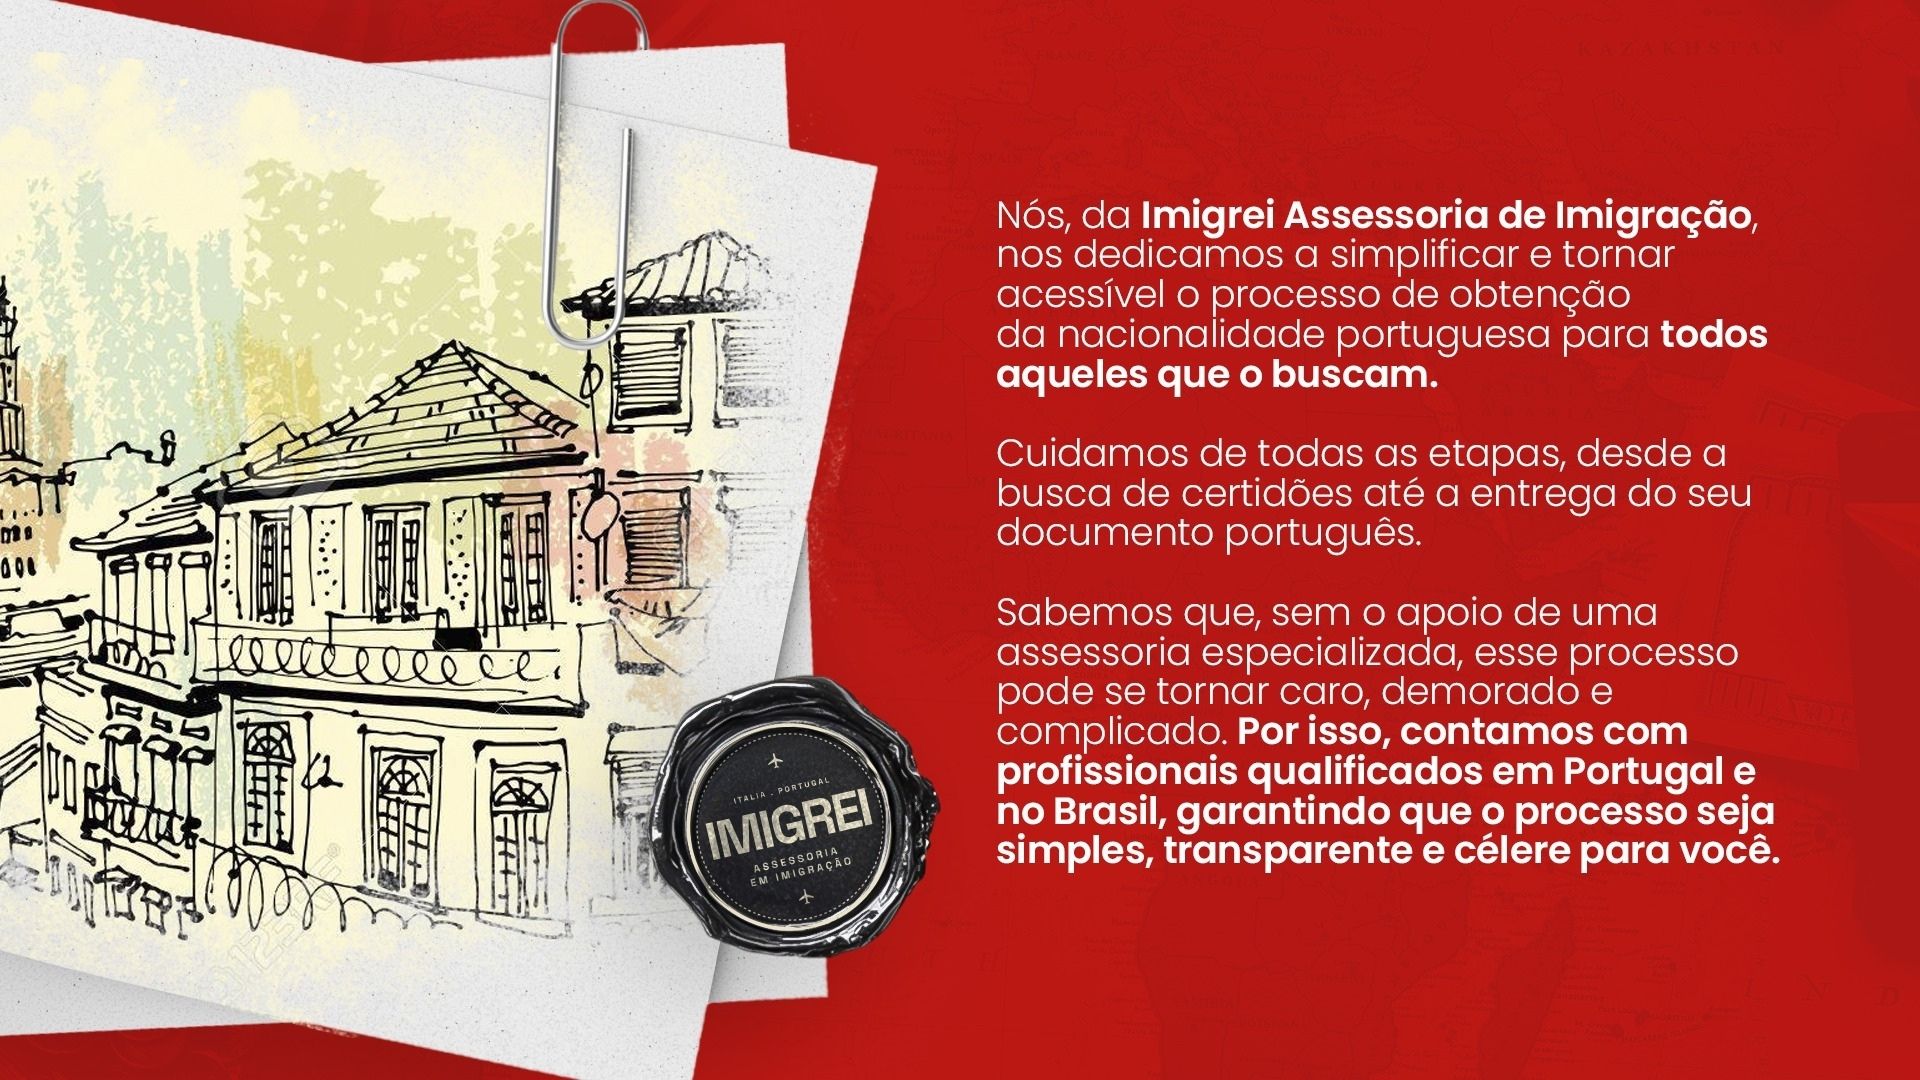 Nós, da Imigrei Assessoria de Imigração,
nos dedicamos a simplificar e tornar
acessível o processo de obtenção
da nacionalidade portuguesa para todos
aqueles que o buscam.
Cuidamos de todas as etapas, desde a
busca de certidões até a entrega do seu
documento português.
Sabemos que, sem o apoio de uma
assessoria especializada, esse processo
pode se tornar caro, demorado e
complicado. Por isso, contamos com
profissionais qualificados em Portugal e
no Brasil, garantindo que o processo seja
simples, transparente e célere para você.
ITALIA - PORTUGAL
IMIGREI
ASSESSORIA
EM IMIGRAÇÃO
KAZAKHSTAN
UKRAINE
FRANCE
MAURITANIA